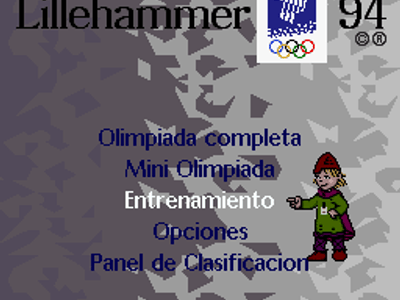 Lillehammer 94
©®
Olimpiada completa
Mini Olimpiada
Entrenamiento
Opciones
Panel de Clasificacion